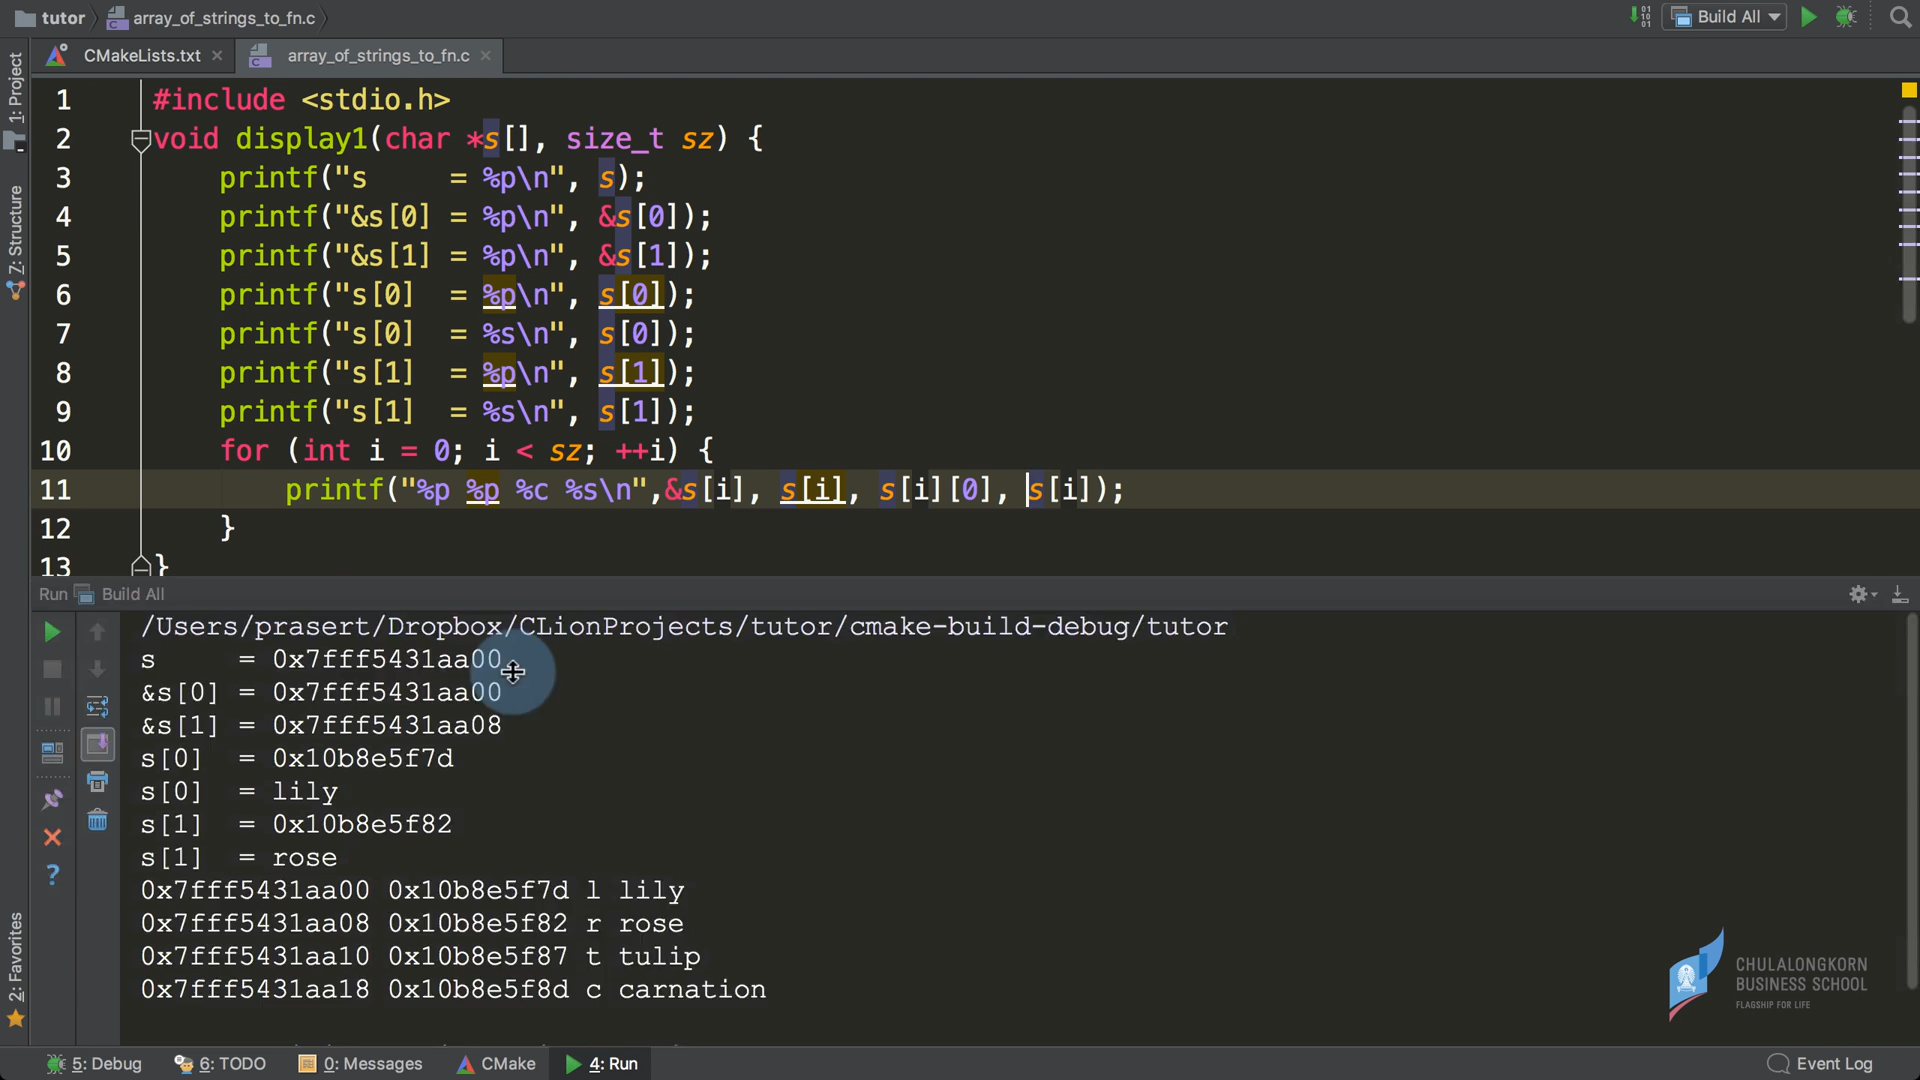 tutor array_of_strings_to_fn.c Build All
CMakeLists.txt array_of_strings_to_fn.c
1: Project
Z: Structure
2: Favorites
1 #include <stdio.h>
2 void display1(char *s[], size_t sz) {
3 printf("s     = %p\n", s);
4 printf("&s[0] = %p\n", &s[0]);
5 printf("&s[1] = %p\n", &s[1]);
6 printf("s[0]  = %p\n", s[0]);
7 printf("s[0]  = %s\n", s[0]);
8 printf("s[1]  = %p\n", s[1]);
9 printf("s[1]  = %s\n", s[1]);
10 for (int i = 0; i < sz; ++i) {
11 printf("%p %p %c %s\n",&s[i], s[i], s[i][0], s[i]);
12 }
13 }
Run Build All
/Users/prasert/Dropbox/CLionProjects/tutor/cmake-build-debug/tutor
s     = 0x7fff5431aa00
&s[0] = 0x7fff5431aa00
&s[1] = 0x7fff5431aa08
s[0]  = 0x10b8e5f7d
s[0]  = lily
s[1]  = 0x10b8e5f82
s[1]  = rose
0x7fff5431aa00 0x10b8e5f7d l lily
0x7fff5431aa08 0x10b8e5f82 r rose
0x7fff5431aa10 0x10b8e5f87 t tulip
0x7fff5431aa18 0x10b8e5f8d c carnation
CHULALONGKORN
BUSINESS SCHOOL
FLAGSHIP FOR LIFE
5: Debug 6: TODO 0: Messages CMake 4: Run Event Log